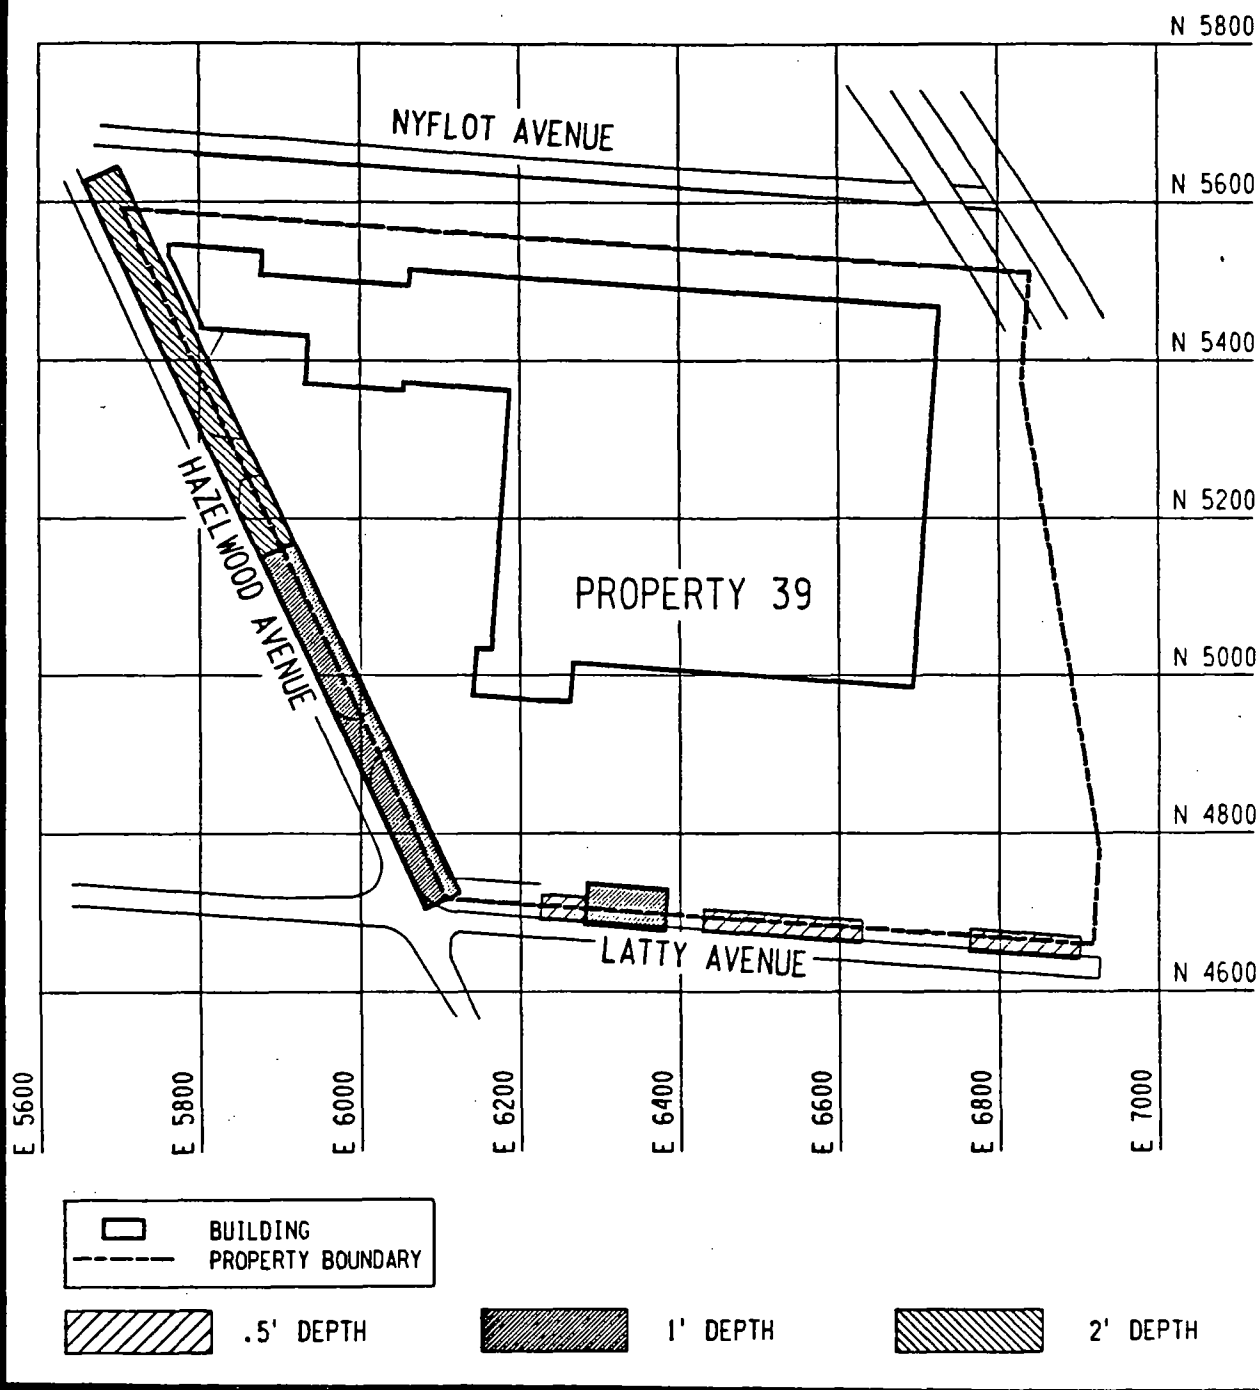 N 5800
NYFLOT AVENUE
N 5600
N 5400
HAZELWOOD AVENUE
N 5200
PROPERTY 39
N 5000
N 4800
LATTY AVENUE
N 4600
E 5600
E 5800
E 6000
E 6200
E 6400
E 6600
E 6800
E 7000
BUILDING
PROPERTY BOUNDARY
.5' DEPTH
1' DEPTH
2' DEPTH